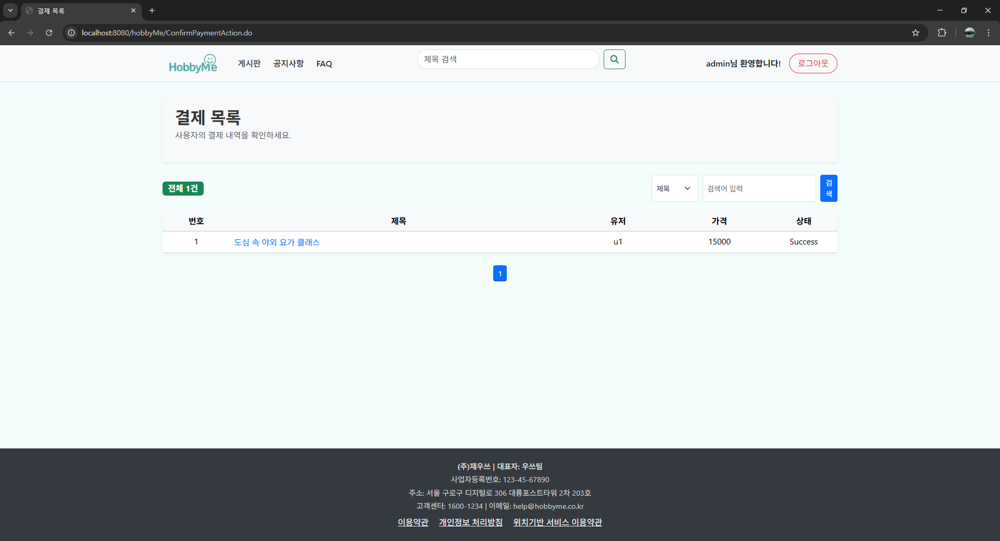 결제 목록
localhost:8080/hobbyMe/ConfirmPaymentAction.do
HobbyMe 게시판 공지사항 FAQ 제목 검색 admin님 환영합니다! 로그아웃
결제 목록
사용자의 결제 내역을 확인하세요.
전체 1건 제목 검색어 입력 검색
번호 제목 유저 가격 상태
1 도심 속 야외 요가 클래스 u1 15000 Success
1
(주)재우쓰 | 대표자: 우쓰팀
사업자등록번호: 123-45-67890
주소: 서울 구로구 디지털로 306 대륭포스트타워 2차 203호
고객센터: 1600-1234 | 이메일: help@hobbyme.co.kr
이용약관 개인정보 처리방침 위치기반 서비스 이용약관